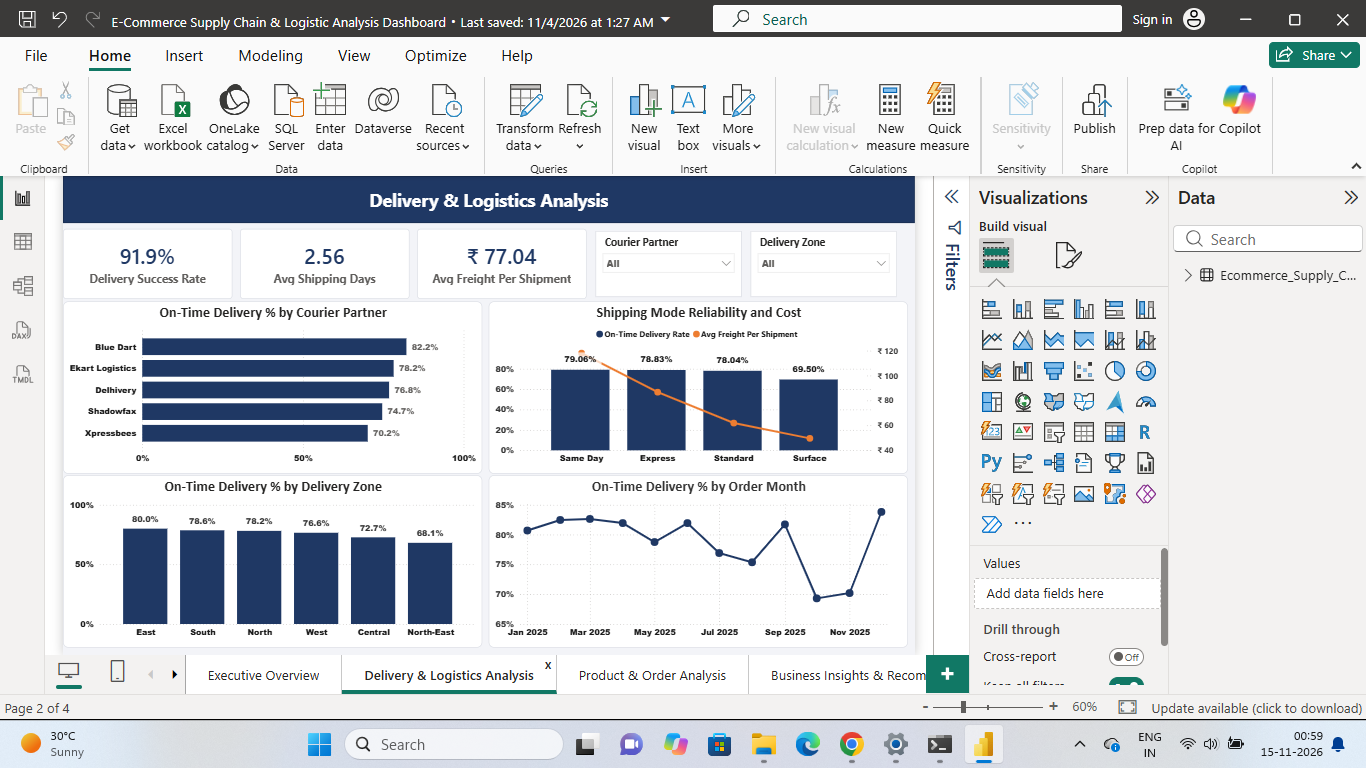 E-Commerce Supply Chain & Logistic Analysis Dashboard • Last saved: 11/4/2026 at 1:27 AM
Search
Sign in
File Home Insert Modeling View Optimize Help
Share
Paste
Get data
Excel workbook
OneLake catalog
SQL Server
Enter data
Dataverse
Recent sources
Transform data
Refresh
New visual
A
Text box
More visuals
New visual calculation
fx
New measure
Quick measure
Sensitivity
Publish
Prep data for AI
Copilot
Clipboard Data Queries Insert Calculations Sensitivity Share Copilot
DAX
TMDL
Delivery & Logistics Analysis
91.9%
Delivery Success Rate
2.56
Avg Shipping Days
₹ 77.04
Avg Freight Per Shipment
Courier Partner
All
Delivery Zone
All
On-Time Delivery % by Courier Partner
Blue Dart 82.2%
Ekart Logistics 78.2%
Delhivery 76.8%
Shadowfax 74.7%
Xpressbees 70.2%
0% 50% 100%
Shipping Mode Reliability and Cost
On-Time Delivery Rate Avg Freight Per Shipment
79.06% 78.83% 78.04% 69.50%
80%
60%
40%
20%
0%
₹ 120
₹ 100
₹ 80
₹ 60
₹ 40
Same Day Express Standard Surface
On-Time Delivery % by Delivery Zone
100%
50%
0%
80.0% 78.6% 78.2% 76.6% 72.7% 68.1%
East South North West Central North-East
On-Time Delivery % by Order Month
85%
80%
75%
70%
65%
Jan 2025 Mar 2025 May 2025 Jul 2025 Sep 2025 Nov 2025
Filters
Visualizations
Build visual
123
R
Py
Values
Add data fields here
Drill through
Cross-report
Off
Data
Search
Ecommerce_Supply_C...
Executive Overview
Delivery & Logistics Analysis
x
Product & Order Analysis
Business Insights & Recom
+
Page 2 of 4
- + 60%
Update available (click to download)
30°C
Sunny
Search
ENG
IN
00:59
15-11-2026